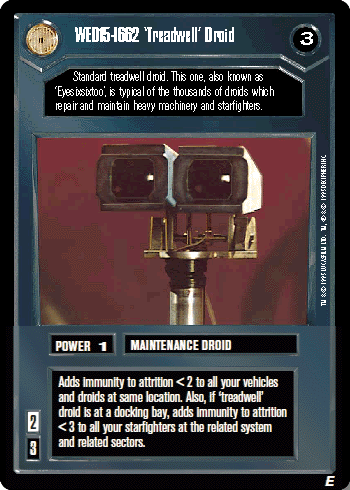 WED15-I662 'Treadwell' Droid
3
Standard treadwell droid. This one, also known as
'Eyesixsixtoo', is typical of the thousands of droids which
repair and maintain heavy machinery and starfighters.
POWER 1
MAINTENANCE DROID
Adds immunity to attrition < 2 to all your vehicles
and droids at same location. Also, if 'treadwell'
droid is at a docking bay, adds immunity to attrition
< 3 to all your starfighters at the related system
and related sectors.
2
3
E